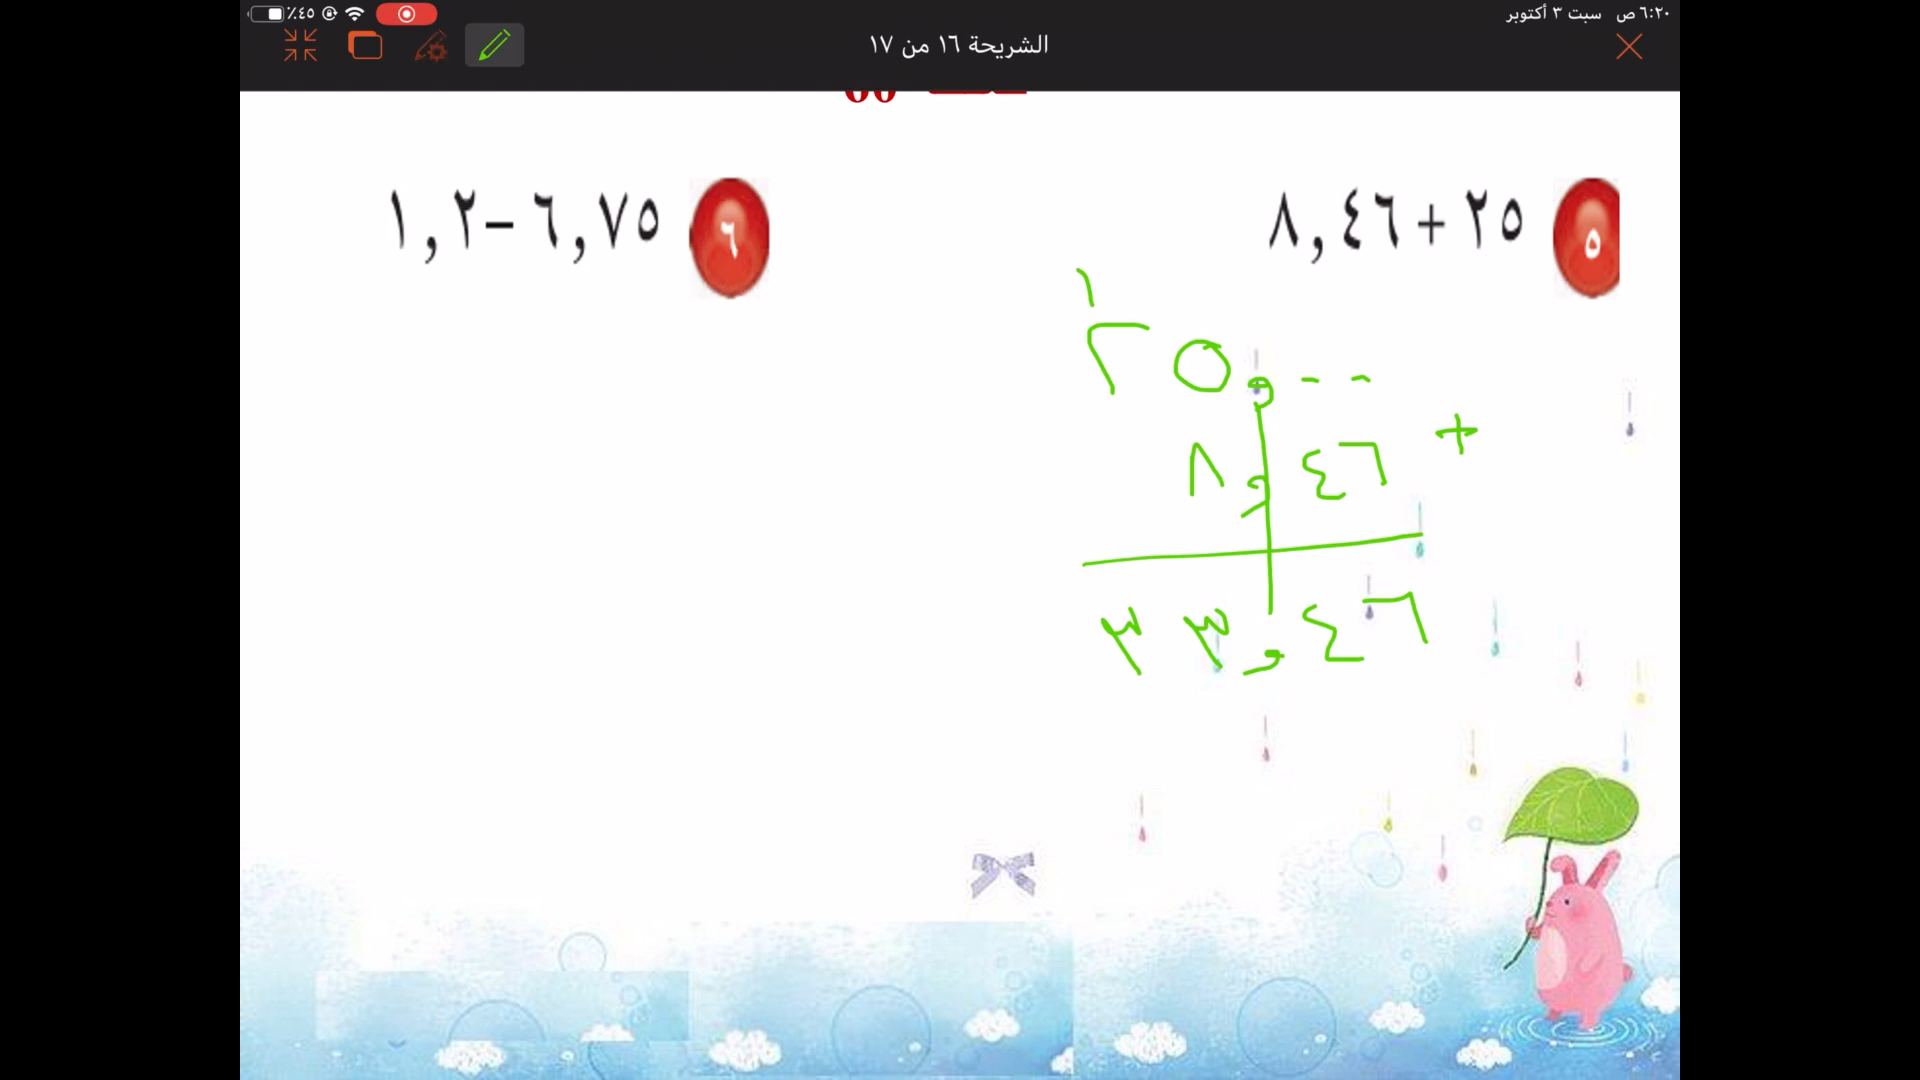 ٦:٢٠ ص سبت ٣ أكتوبر
٪٤٥
الشريحة ١٦ من ١٧
٥ ٢٥ + ٨,٤٦
٦ ٦,٧٥ – ١,٢
١
٢٥,٠٠
+ ٨,٤٦
٣٣,٤٦